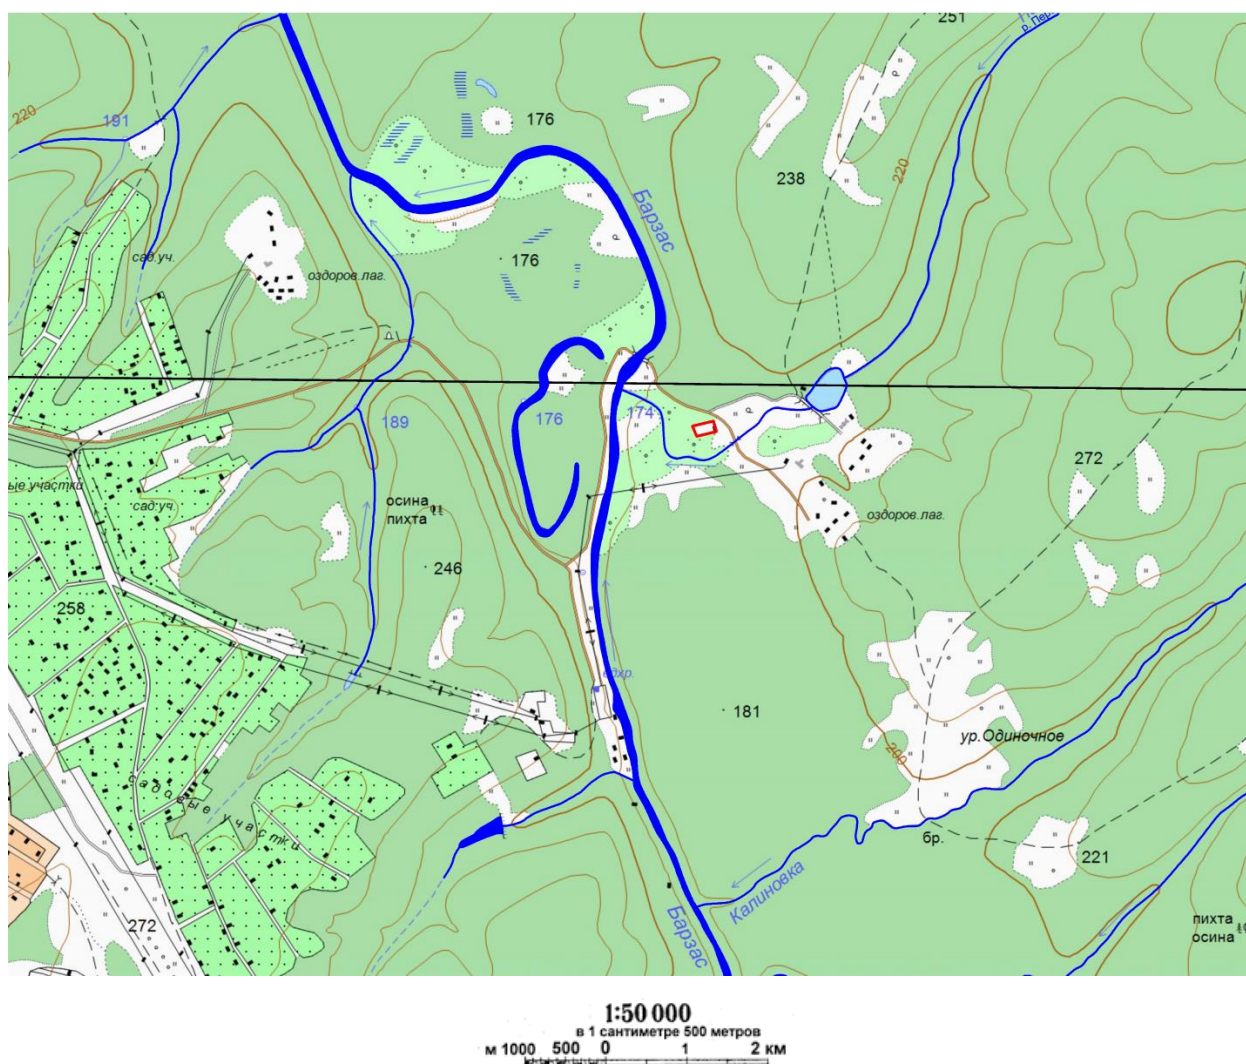 251
р. Пер.
220
191
176
238
220
Барзас
сад.уч.
оздоров.лаг.
176
176
174
189
272
ые участки
сад.уч.
осина
пихта
оздоров.лаг.
246
258
вдхр.
181
ур.Одиночное
200
садовые участки
бр.
221
Калиновка
272
Барзас
пихта
осина
1:50 000
в 1 сантиметре 500 метров
м 1000 500 0 1 2 км